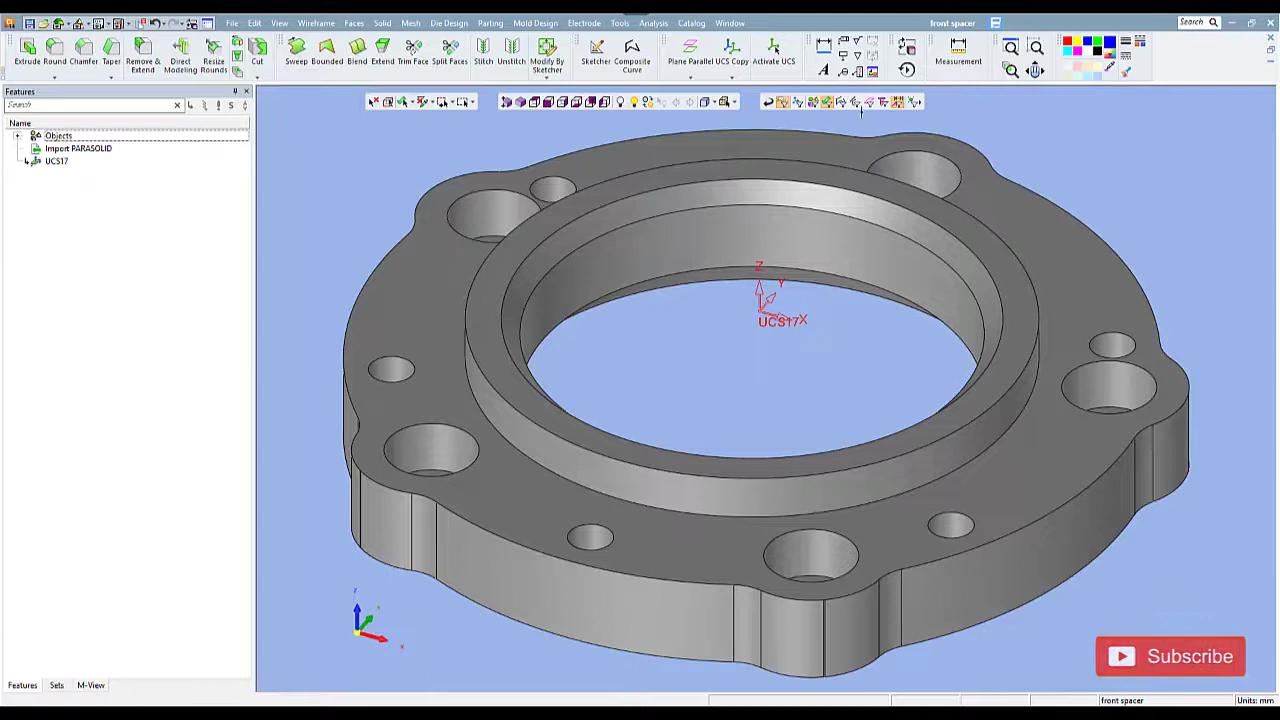 File Edit View Wireframe Faces Solid Mesh Die Design Parting Mold Design Electrode Tools Analysis Catalog Window front spacer Search
Extrude Round Chamfer Taper Remove & Extend Direct Modeling Resize Rounds Cut Sweep Bounded Blend Extend Split Faces Stitch Unstitch Modify By Sketcher Sketcher Composite Curve Plane Parallel UCS Copy Activate UCS Measurement
Features
Search
Name
Objects
Import PARASOLID
UCS17
Z
Y
X
UCS17
z
x
Subscribe
Features Sets M-View
front spacer Units: mm